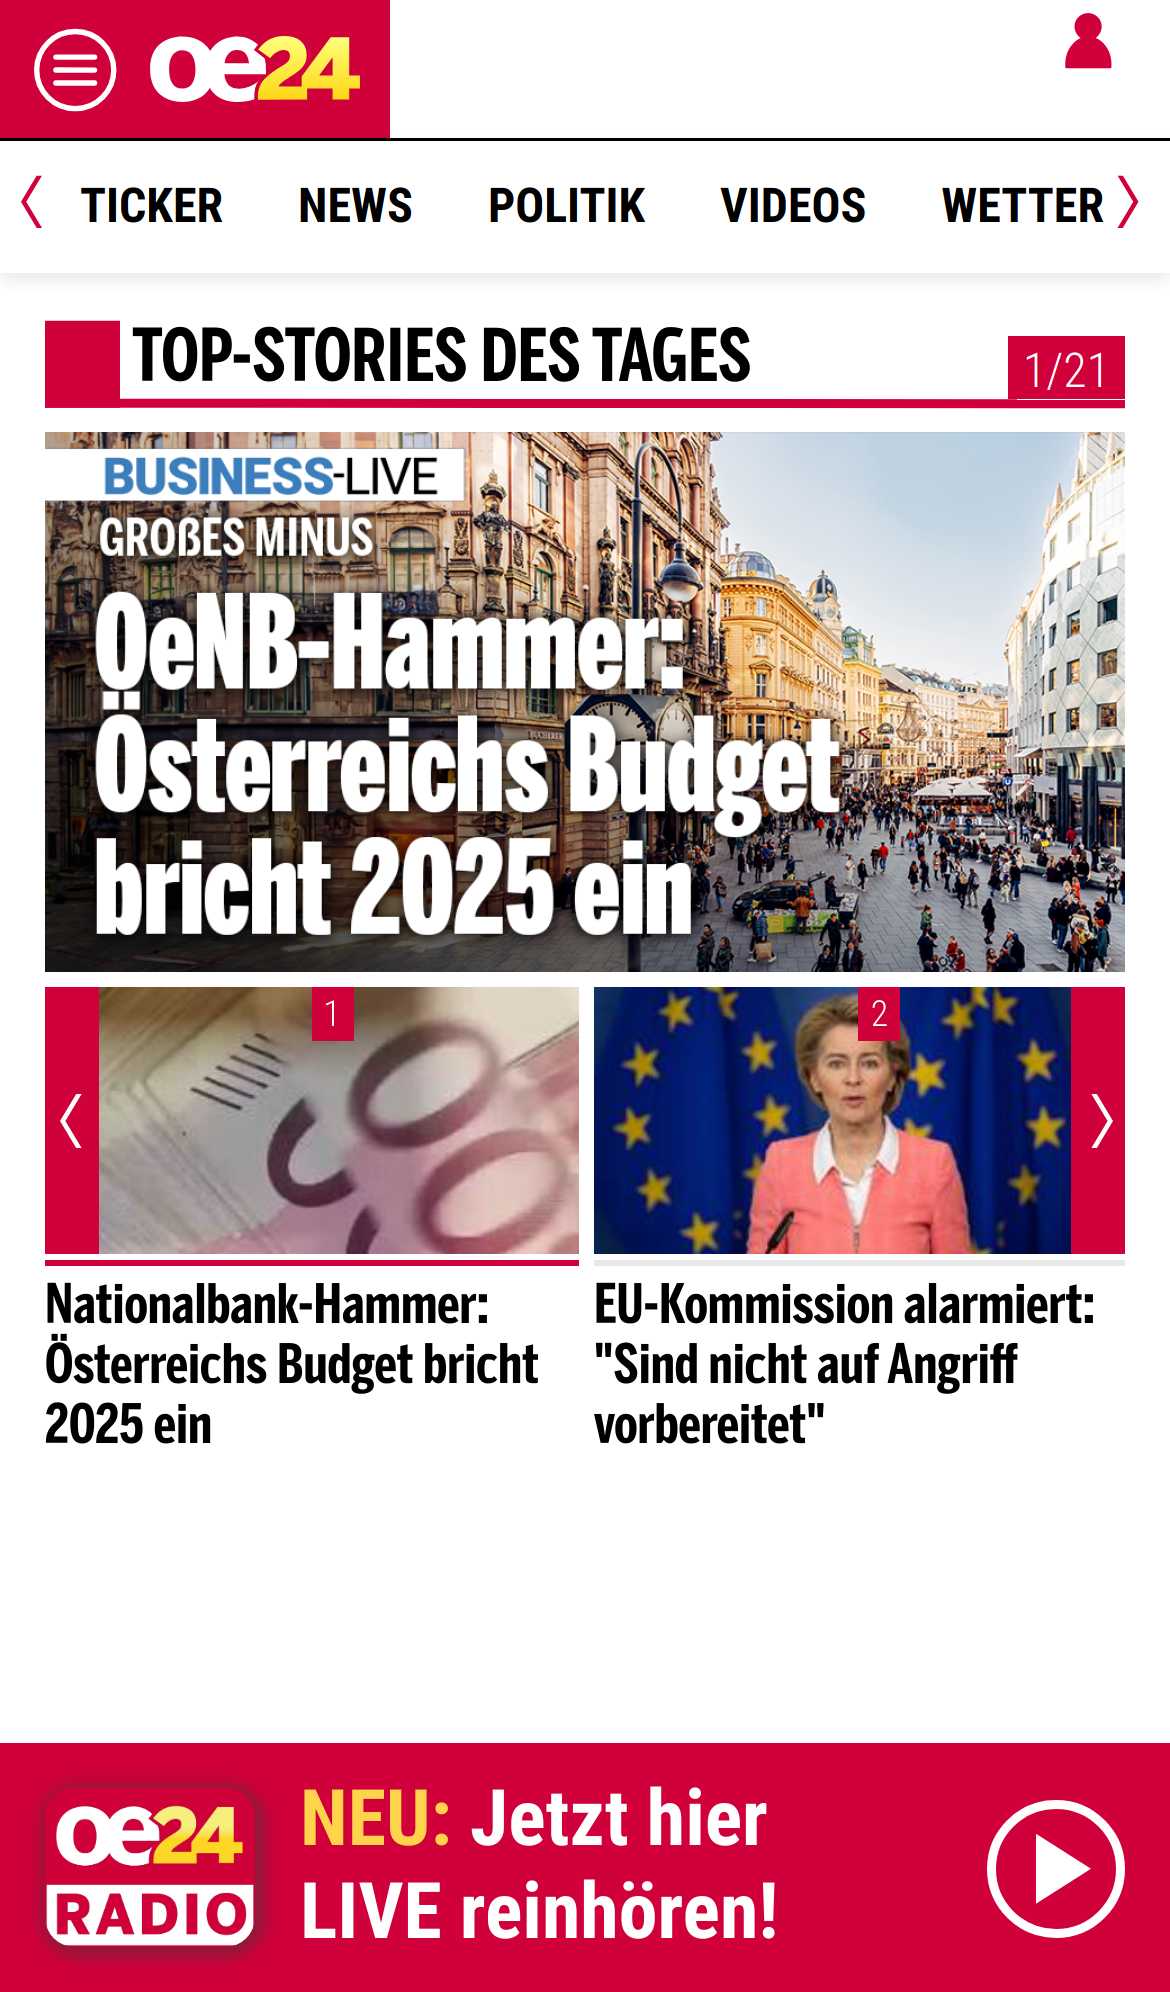 oe24
TICKER NEWS POLITIK VIDEOS WETTER
TOP-STORIES DES TAGES
1/21
BUSINESS-LIVE
GROßES MINUS
OeNB-Hammer:
Österreichs Budget
bricht 2025 ein
1
2
Nationalbank-Hammer:
Österreichs Budget bricht
2025 ein
EU-Kommission alarmiert:
"Sind nicht auf Angriff
vorbereitet"
oe24
RADIO
NEU: Jetzt hier
LIVE reinhören!